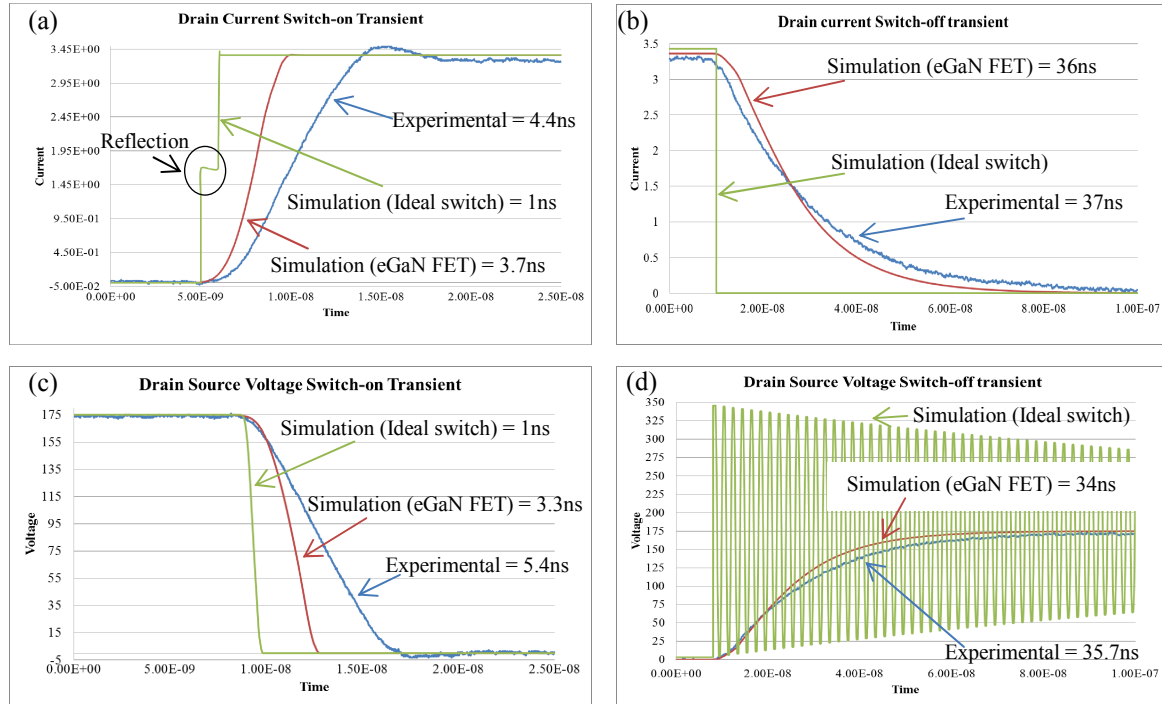 (a)
Drain Current Switch-on Transient
3.45E+00
2.95E+00
2.45E+00
1.95E+00
1.45E+00
9.50E-01
4.50E-01
-5.00E-02
Current
Reflection
Experimental = 4.4ns
Simulation (Ideal switch) = 1ns
Simulation (eGaN FET) = 3.7ns
0.00E+00 5.00E-09 1.00E-08 1.50E-08 2.00E-08 2.50E-08
Time
(b)
Drain current Switch-off transient
3.5
3
2.5
2
1.5
1
0.5
0
Current
Simulation (eGaN FET) = 36ns
Simulation (Ideal switch)
Experimental = 37ns
0.00E+00 2.00E-08 4.00E-08 6.00E-08 8.00E-08 1.00E-07
Time
(c)
Drain Source Voltage Switch-on Transient
175
155
135
115
95
75
55
35
15
-5
Voltage
Simulation (Ideal switch) = 1ns
Simulation (eGaN FET) = 3.3ns
Experimental = 5.4ns
0.00E+00 5.00E-09 1.00E-08 1.50E-08 2.00E-08 2.50E-08
Time
(d)
Drain Source Voltage Switch-off transient
350
325
300
275
250
225
200
175
150
125
100
75
50
25
0
Voltage
Simulation (Ideal switch)
Simulation (eGaN FET) = 34ns
Experimental = 35.7ns
0.00E+00 2.00E-08 4.00E-08 6.00E-08 8.00E-08 1.00E-07
Time